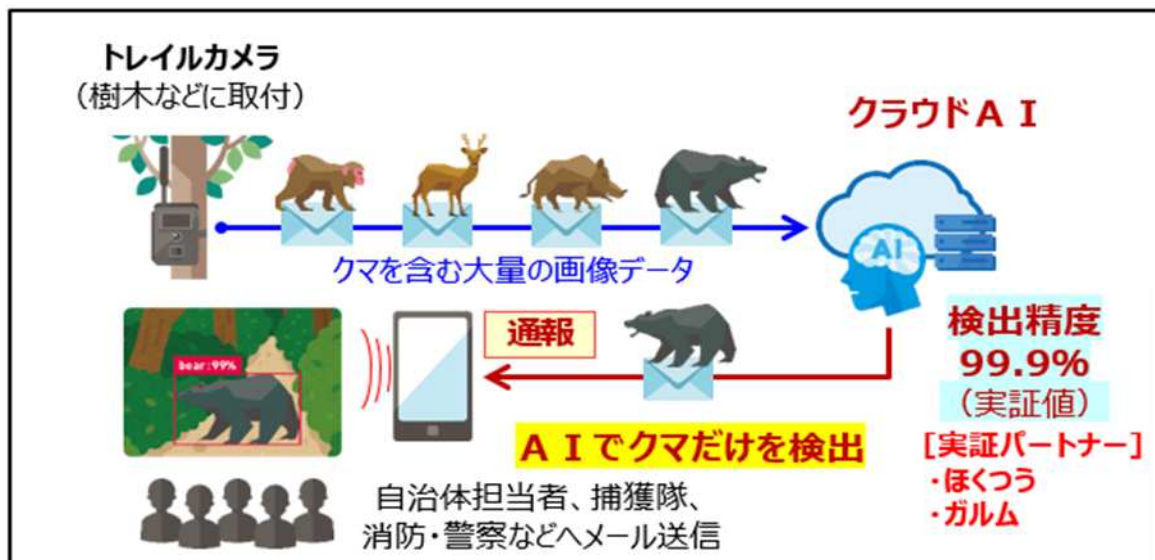 トレイルカメラ
（樹木などに取付）
クラウドＡＩ
AI
クマを含む大量の画像データ
通報
bear:99%
検出精度
99.9%
（実証値）
ＡＩでクマだけを検出
[実証パートナー]
・ほくつう
・ガルム
自治体担当者、捕獲隊、
消防・警察などへメール送信